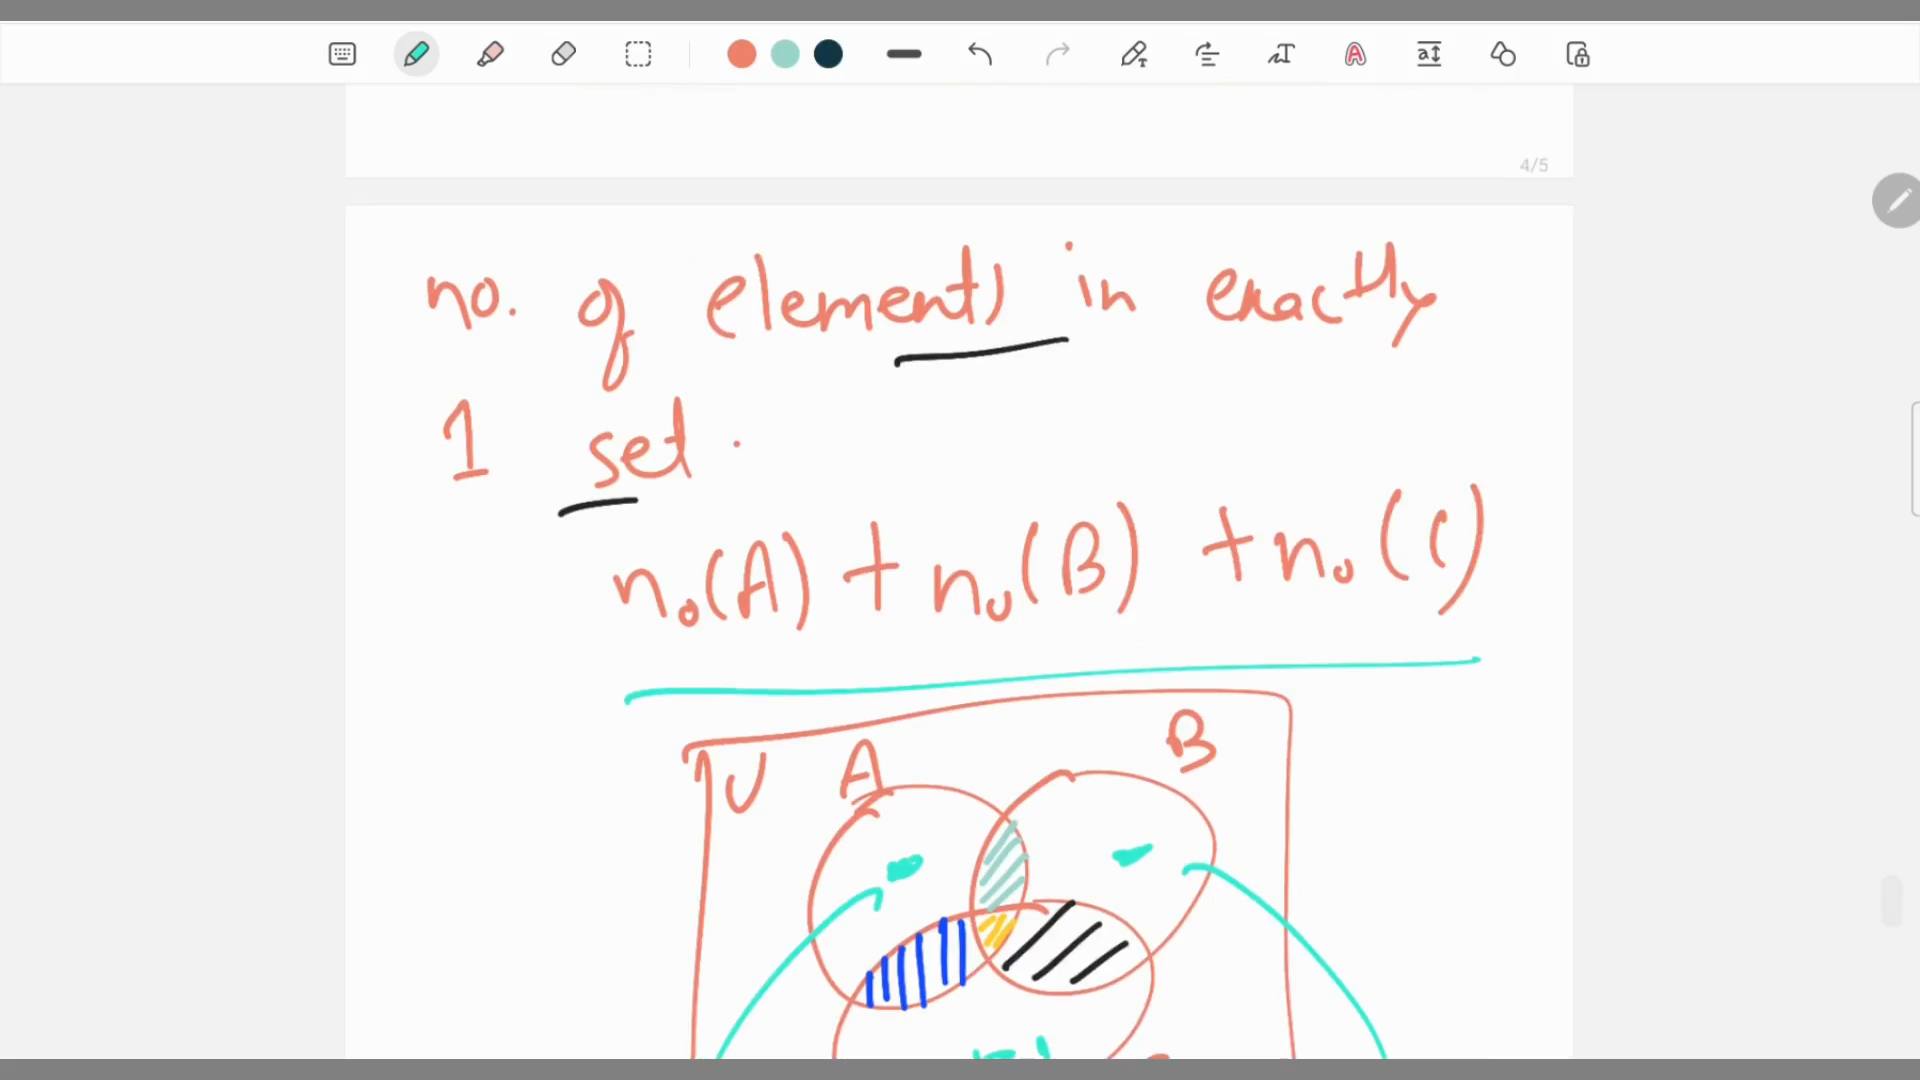 4/5
no. of elements in exactly
1 set.
n₀(A) + n₀(B) + n₀(C)
U A B